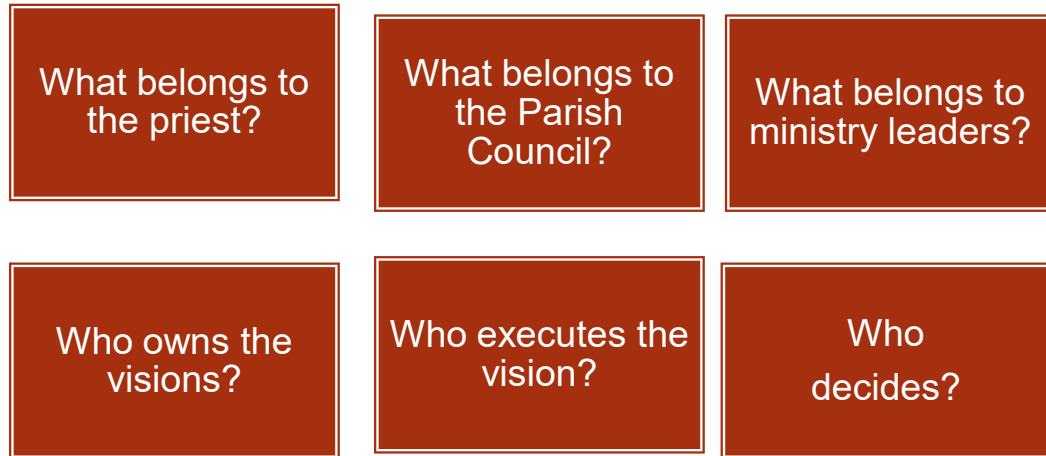 What belongs to
the priest?
What belongs to
the Parish
Council?
What belongs to
ministry leaders?
Who owns the
visions?
Who executes the
vision?
Who
decides?